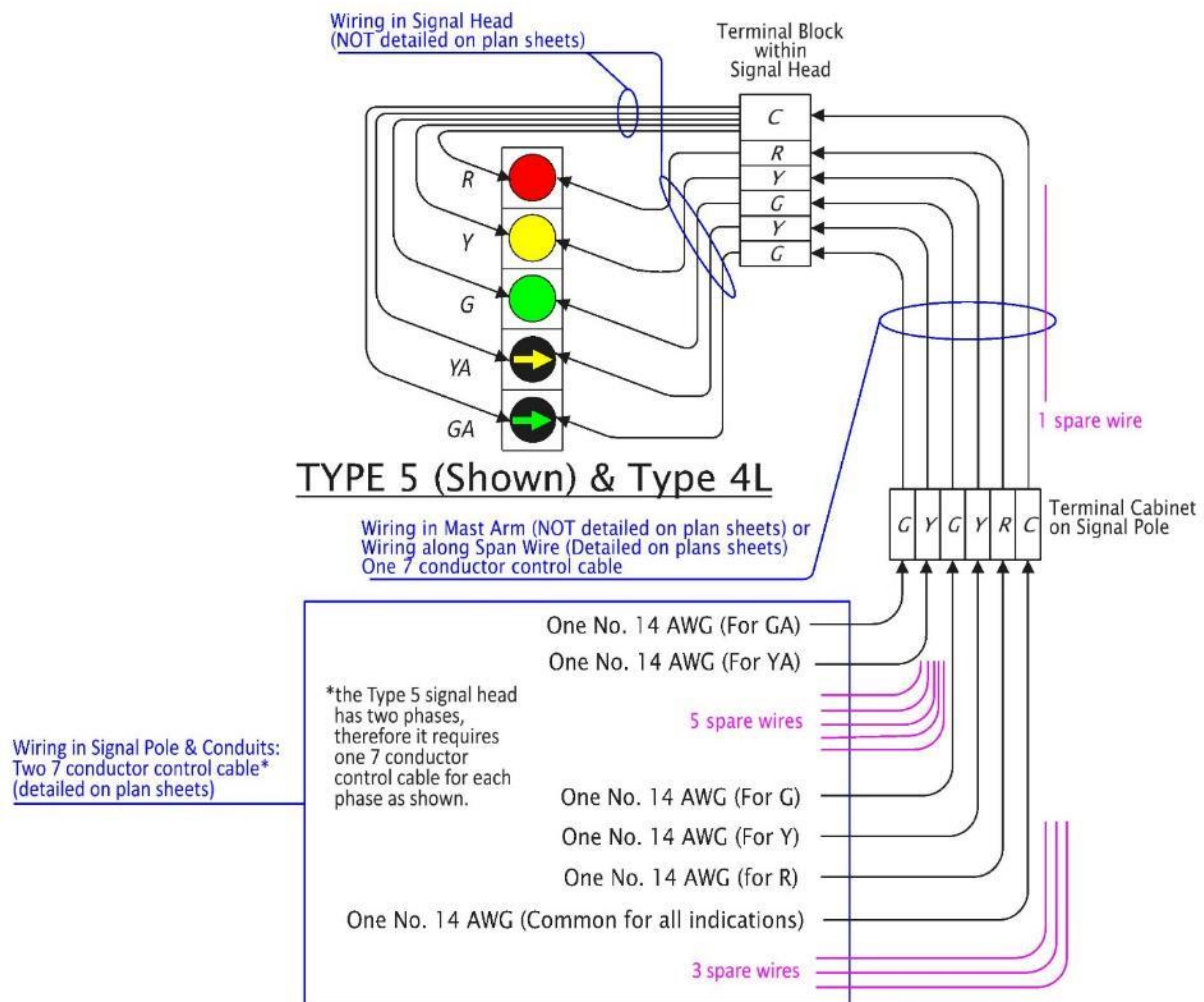 Wiring in Signal Head
(NOT detailed on plan sheets)
Terminal Block
within
Signal Head
C
R
Y
G
Y
G
R
Y
G
YA
GA
1 spare wire
TYPE 5 (Shown) & Type 4L
G Y G Y R C
Terminal Cabinet
on Signal Pole
Wiring in Mast Arm (NOT detailed on plan sheets) or
Wiring along Span Wire (Detailed on plans sheets)
One 7 conductor control cable
One No. 14 AWG (For GA)
One No. 14 AWG (For YA)
*the Type 5 signal head
has two phases,
therefore it requires
one 7 conductor
control cable for each
phase as shown.
5 spare wires
Wiring in Signal Pole & Conduits:
Two 7 conductor control cable*
(detailed on plan sheets)
One No. 14 AWG (For G)
One No. 14 AWG (For Y)
One No. 14 AWG (for R)
One No. 14 AWG (Common for all indications)
3 spare wires